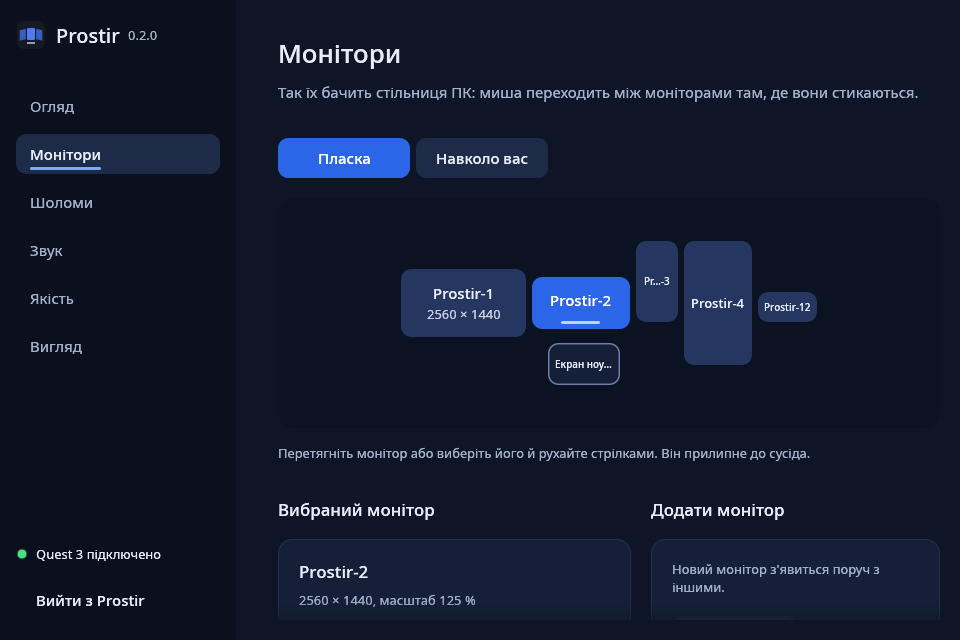 Prostir 0.2.0
Огляд
Монітори
Шоломи
Звук
Якість
Вигляд
Quest 3 підключено
Вийти з Prostir
Монітори
Так їх бачить стільниця ПК: миша переходить між моніторами там, де вони стикаються.
Пласка
Навколо вас
Prostir-1
2560 × 1440
Prostir-2
Pr...-3
Prostir-4
Prostir-12
Екран ноу...
Перетягніть монітор або виберіть його й рухайте стрілками. Він прилипне до сусіда.
Вибраний монітор
Prostir-2
2560 × 1440, масштаб 125 %
Додати монітор
Новий монітор з'явиться поруч з
іншими.